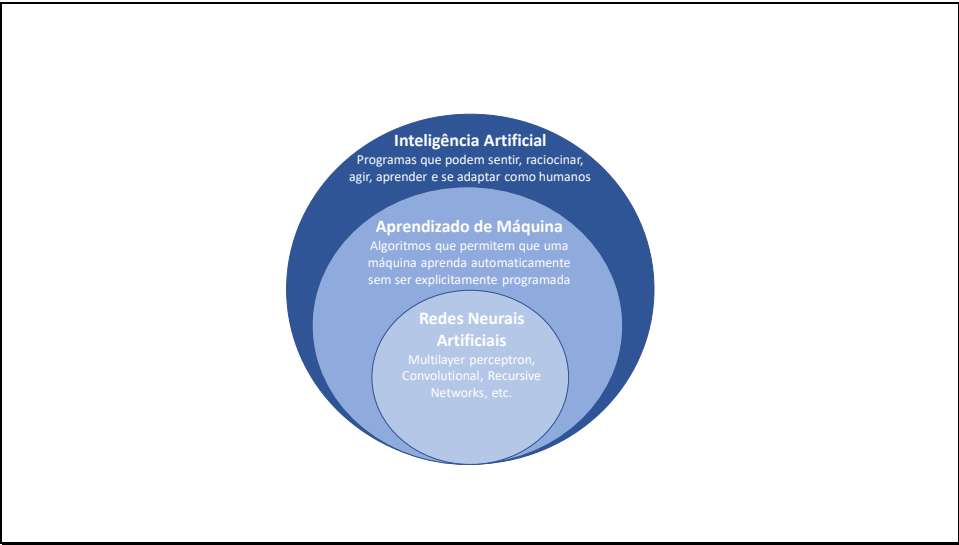 Inteligência Artificial
Programas que podem sentir, raciocinar,
agir, aprender e se adaptar como humanos
Aprendizado de Máquina
Algoritmos que permitem que uma
máquina aprenda automaticamente
sem ser explicitamente programada
Redes Neurais
Artificiais
Multilayer perceptron,
Convolutional, Recursive
Networks, etc.